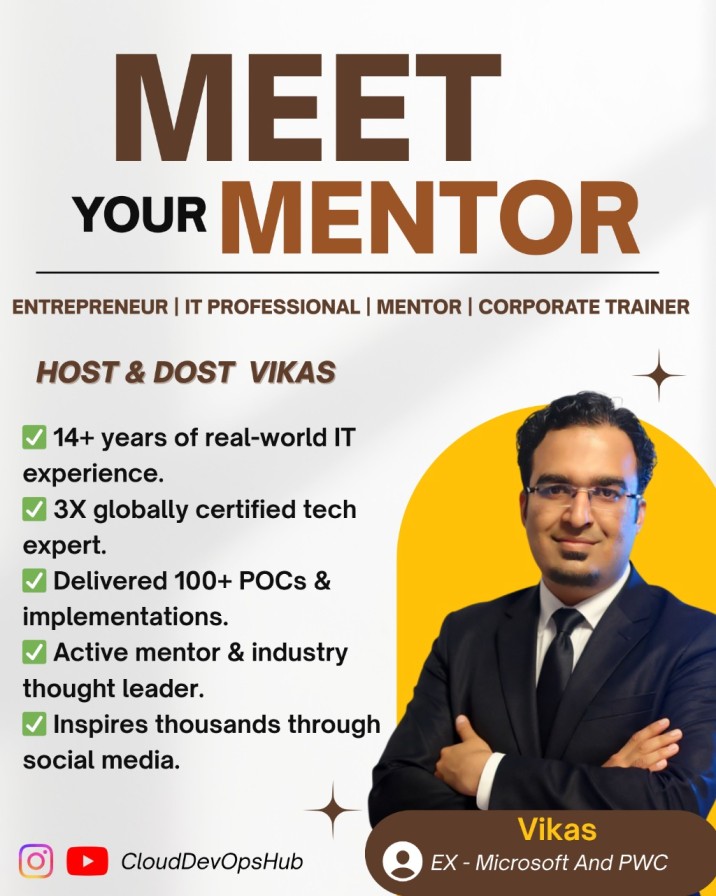 MEET
YOUR MENTOR
ENTREPRENEUR | IT PROFESSIONAL | MENTOR | CORPORATE TRAINER
HOST & DOST VIKAS
✅ 14+ years of real-world IT
experience.
✅ 3X globally certified tech
expert.
✅ Delivered 100+ POCs &
implementations.
✅ Active mentor & industry
thought leader.
✅ Inspires thousands through
social media.
CloudDevOpsHub
Vikas
EX - Microsoft And PWC